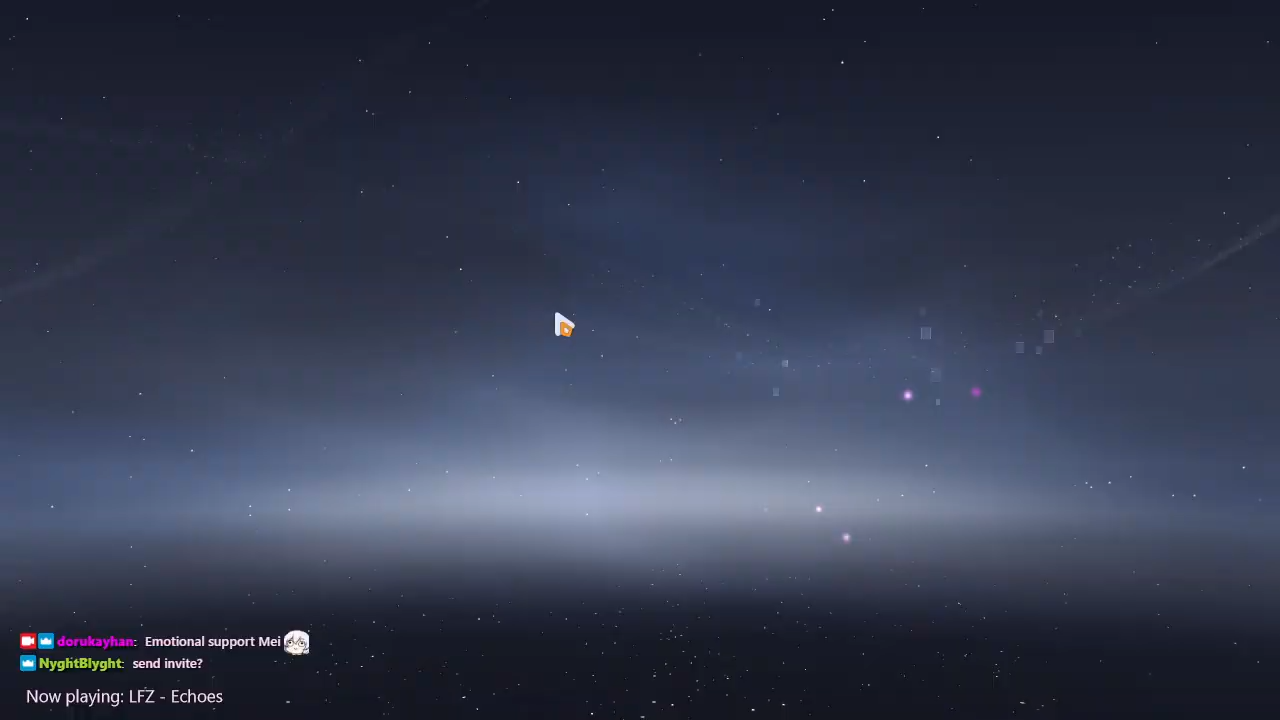 dorukayhan: Emotional support Mei
NyghtBlyght: send invite?
Now playing: LFZ - Echoes